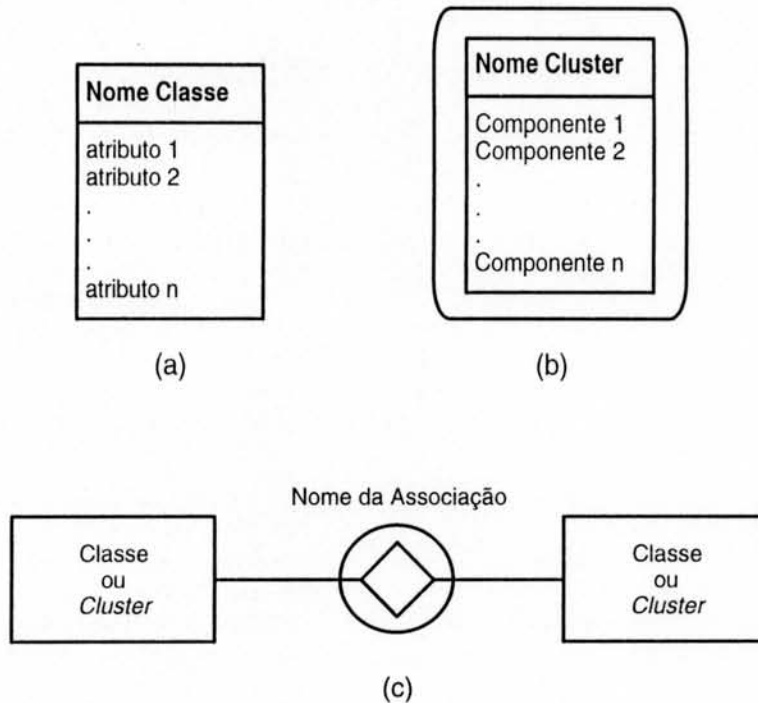 Nome Classe
atributo 1
atributo 2
.
.
.
atributo n
(a)
Nome Cluster
Componente 1
Componente 2
.
.
.
Componente n
(b)
Nome da Associação
Classe
ou
Cluster
Classe
ou
Cluster
(c)